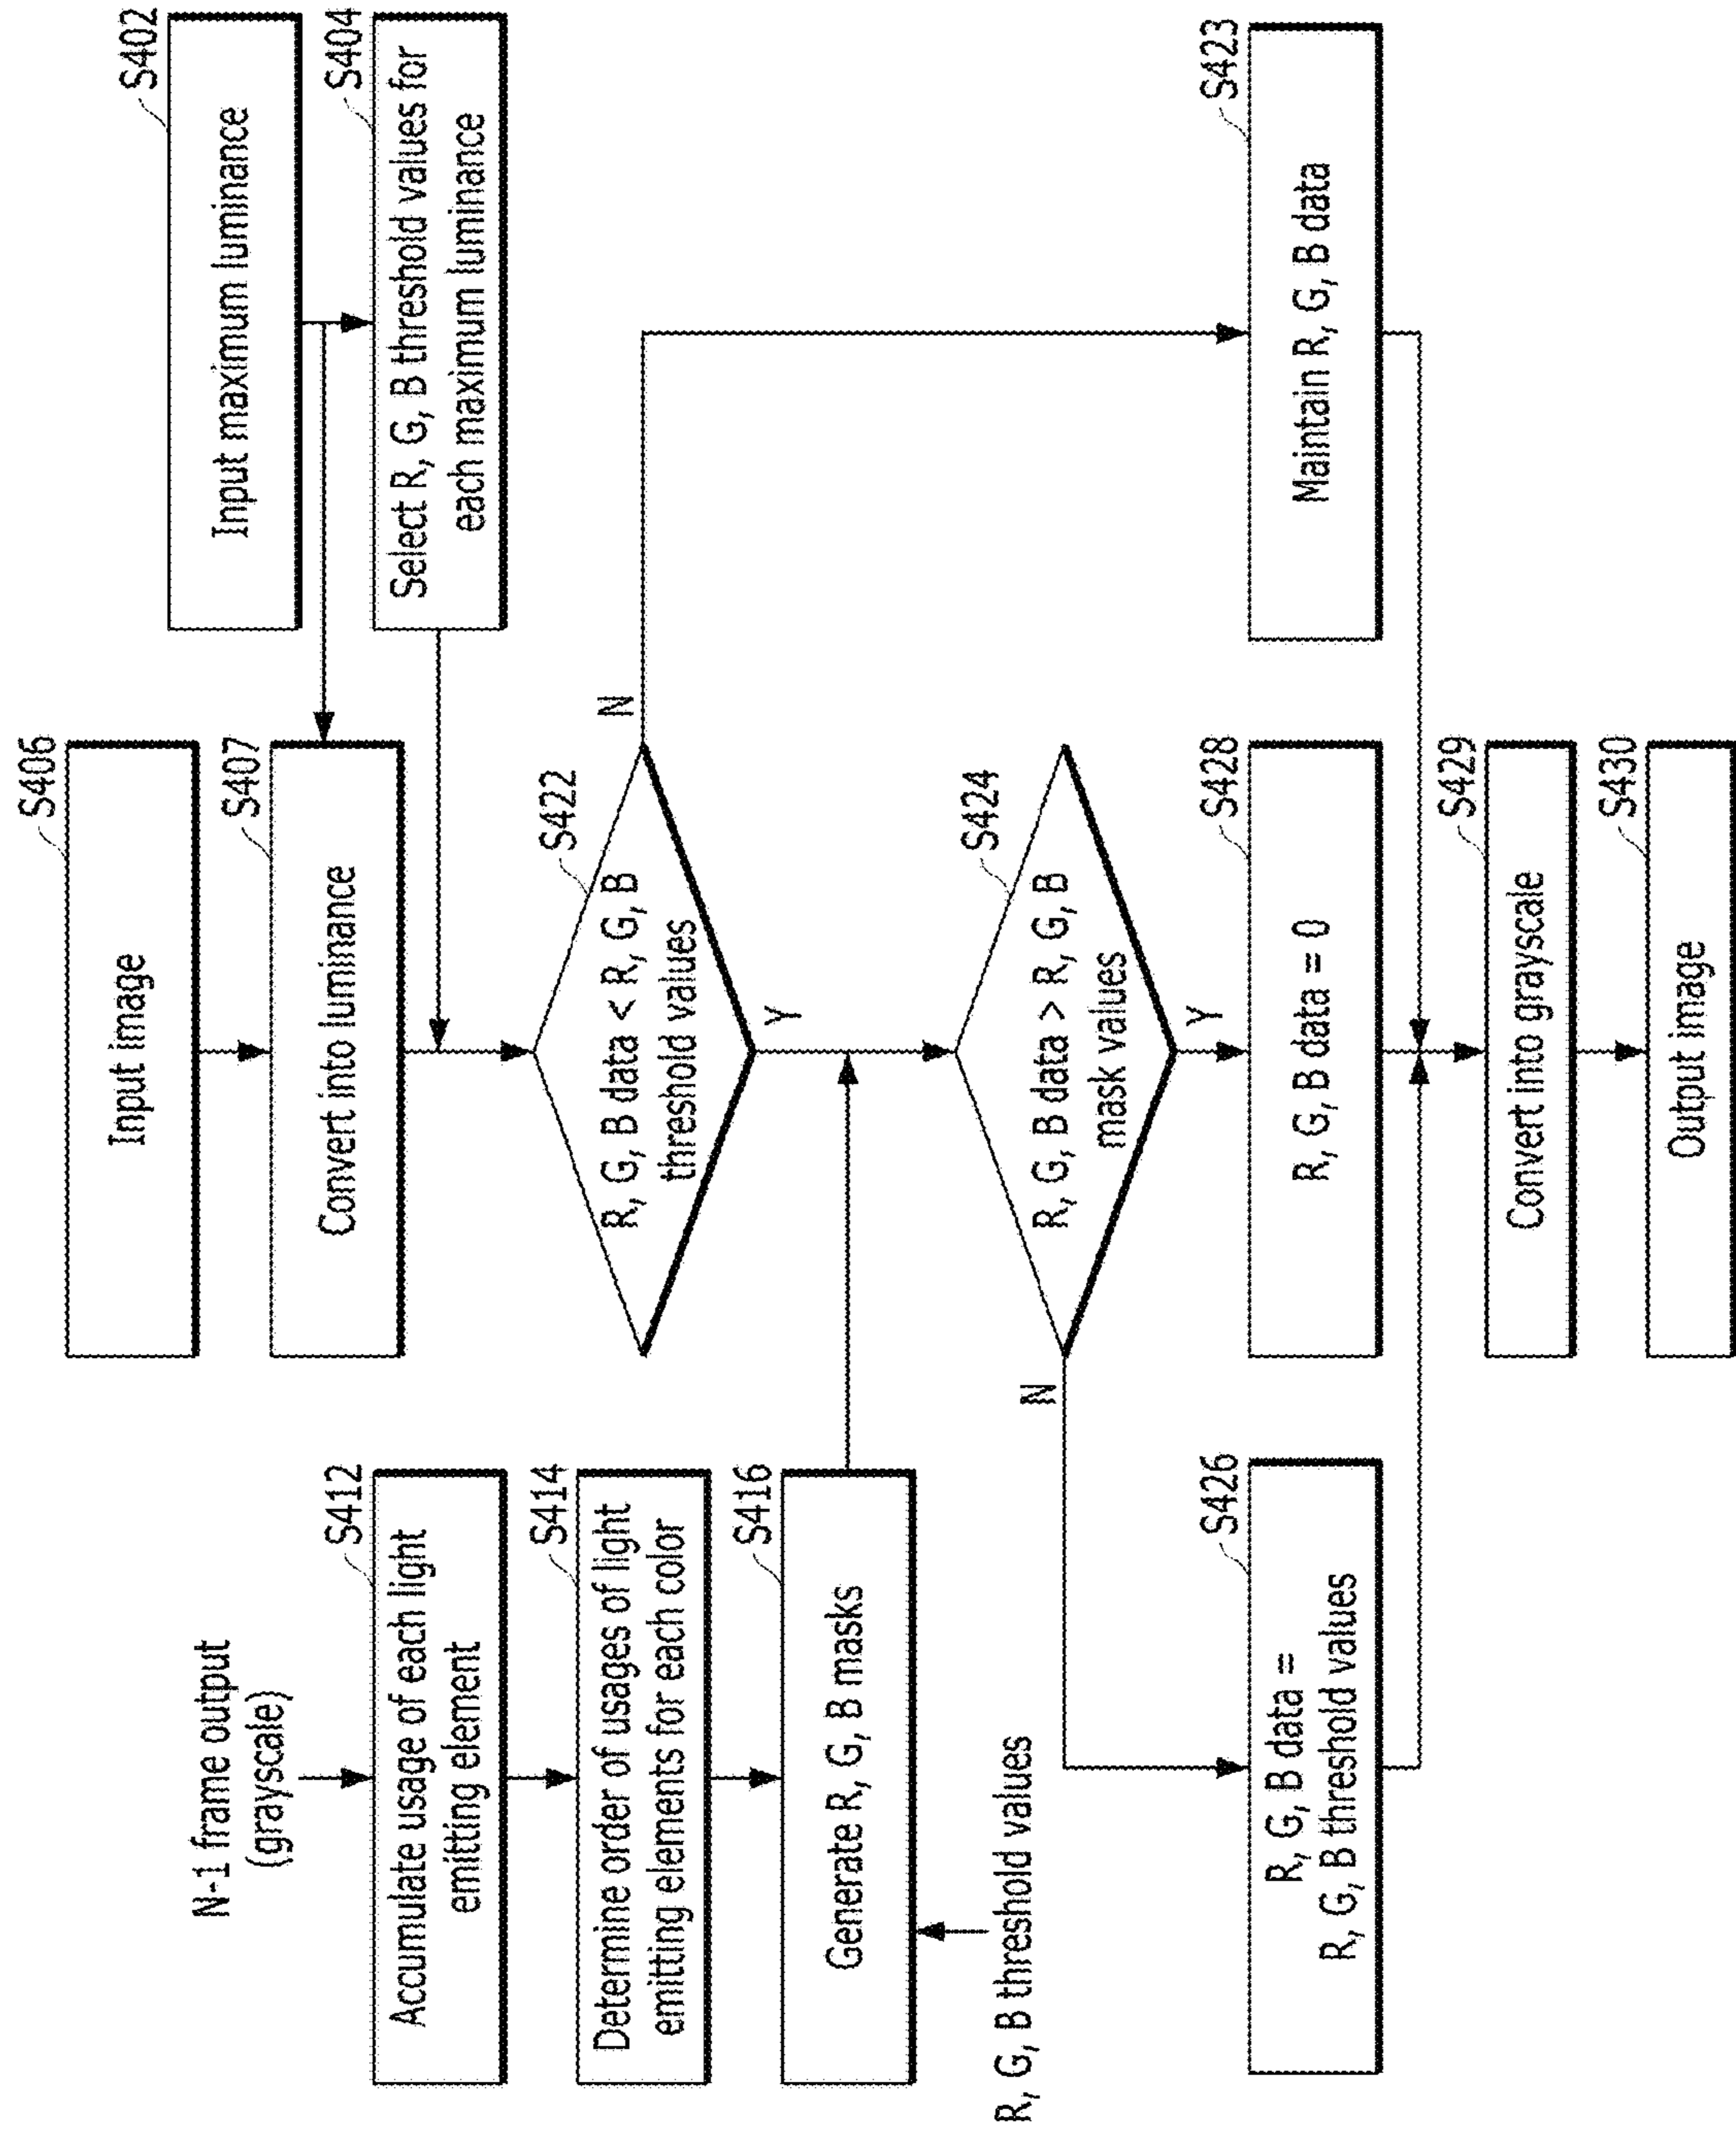 S402
Input maximum luminance
S404
Select R, G, B threshold values for
each maximum luminance
S406
Input image
S407
Convert into luminance
N-1 frame output
(grayscale)
S412
Accumulate usage of each light
emitting element
S414
Determine order of usages of light
emitting elements for each color
S416
Generate R, G, B masks
R, G, B threshold values
S422
R, G, B data < R, G, B
threshold values
N
Y
S424
R, G, B data > R, G, B
mask values
N
Y
S426
R, G, B data =
R, G, B threshold values
S428
R, G, B data = 0
S423
Maintain R, G, B data
S429
Convert into grayscale
S430
Output image